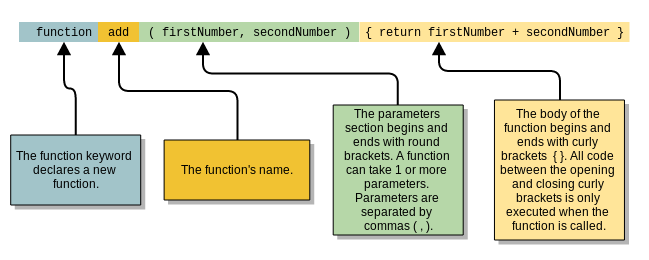 function add ( firstNumber, secondNumber ) { return firstNumber + secondNumber }
The function keyword
declares a new
function.
The function's name.
The parameters
section begins and
ends with round
brackets. A function
can take 1 or more
parameters.
Parameters are
separated by
commas ( , ).
The body of the
function begins and
ends with curly
brackets { }. All code
between the opening
and closing curly
brackets is only
executed when the
function is called.